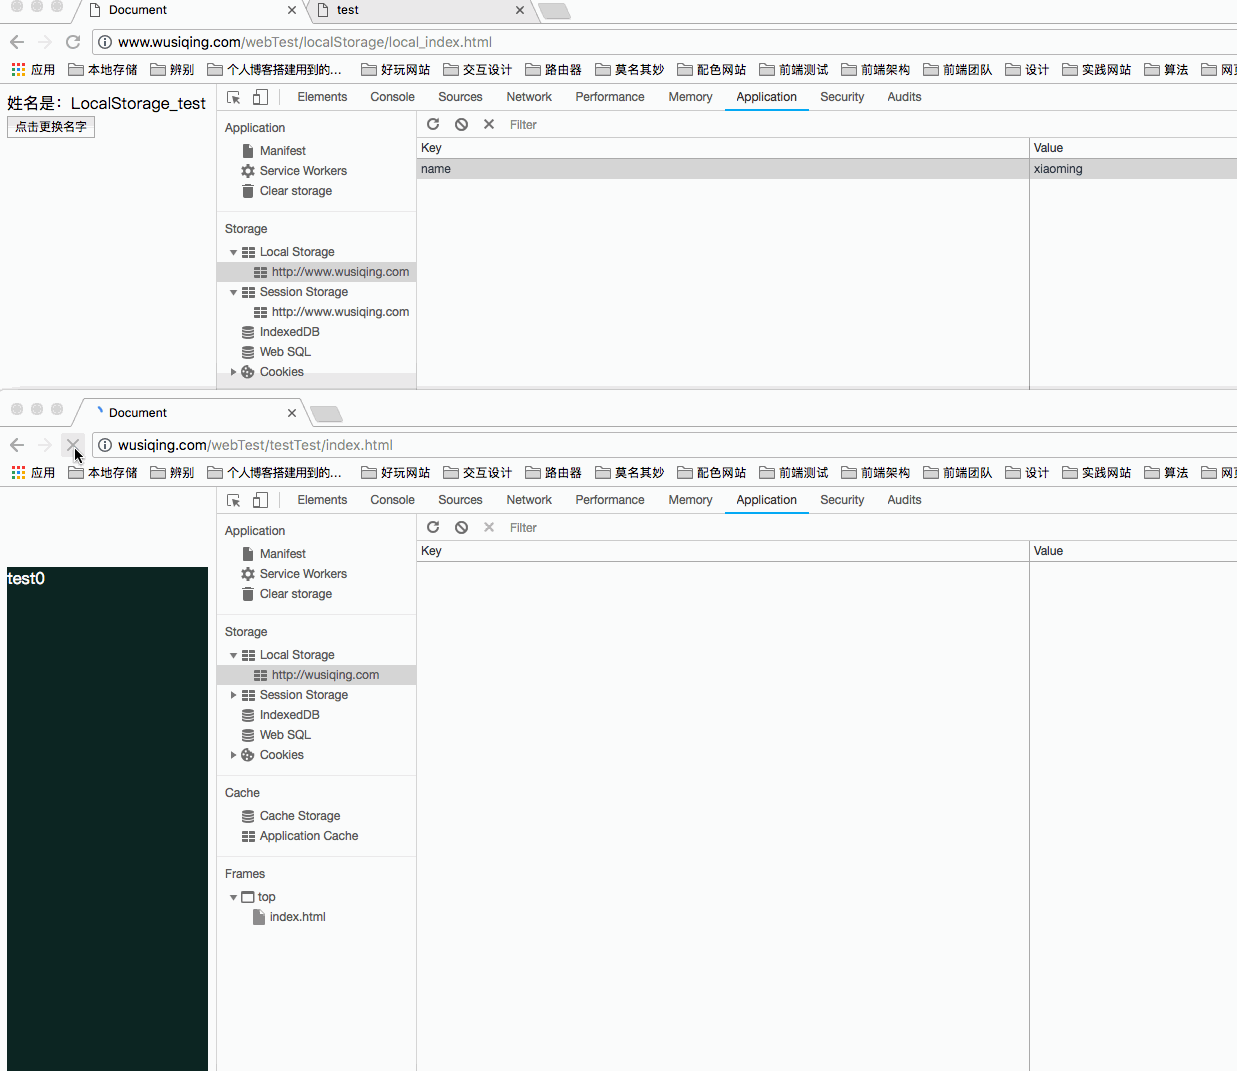 Document
test
www.wusiqing.com/webTest/localStorage/local_index.html
应用 本地存储 辨别 个人博客搭建用到的... 好玩网站 交互设计 路由器 莫名其妙 配色网站 前端测试 前端架构 前端团队 设计 实践网站 算法
姓名是：LocalStorage_test
点击更换名字
Elements Console Sources Network Performance Memory Application Security Audits
Application
Manifest
Service Workers
Clear storage
Storage
Local Storage
http://www.wusiqing.com
Session Storage
http://www.wusiqing.com
IndexedDB
Web SQL
Cookies
Filter
Key Value
name xiaoming
Document
wusiqing.com/webTest/testTest/index.html
应用 本地存储 辨别 个人博客搭建用到的... 好玩网站 交互设计 路由器 莫名其妙 配色网站 前端测试 前端架构 前端团队 设计 实践网站 算法
test0
Elements Console Sources Network Performance Memory Application Security Audits
Application
Manifest
Service Workers
Clear storage
Storage
Local Storage
http://wusiqing.com
Session Storage
IndexedDB
Web SQL
Cookies
Cache
Cache Storage
Application Cache
Frames
top
index.html
Filter
Key Value